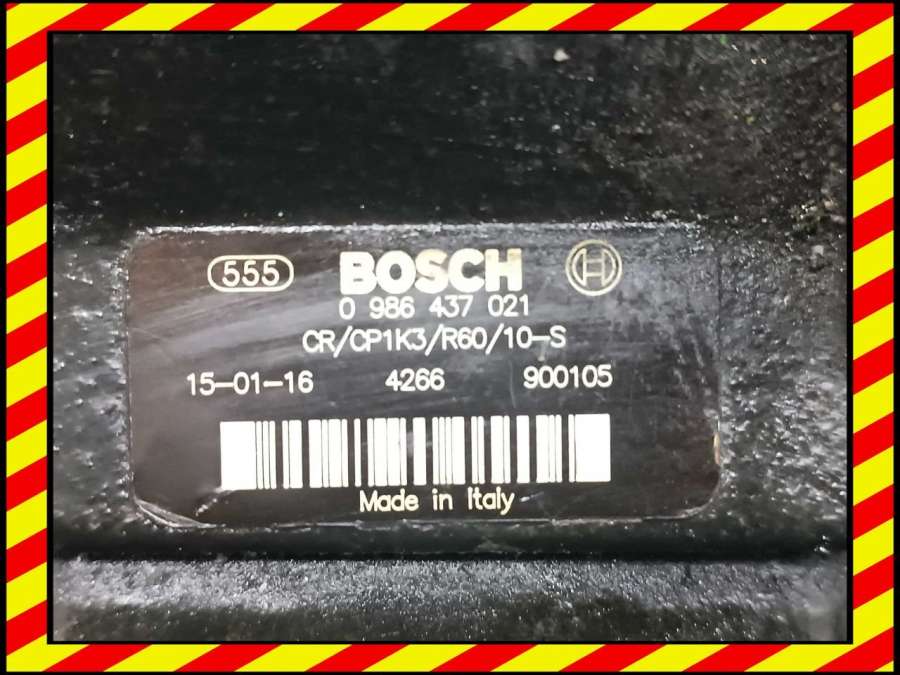 555 BOSCH
0 986 437 021
CR/CP1K3/R60/10-S
15-01-16 4266 900105
Made in Italy